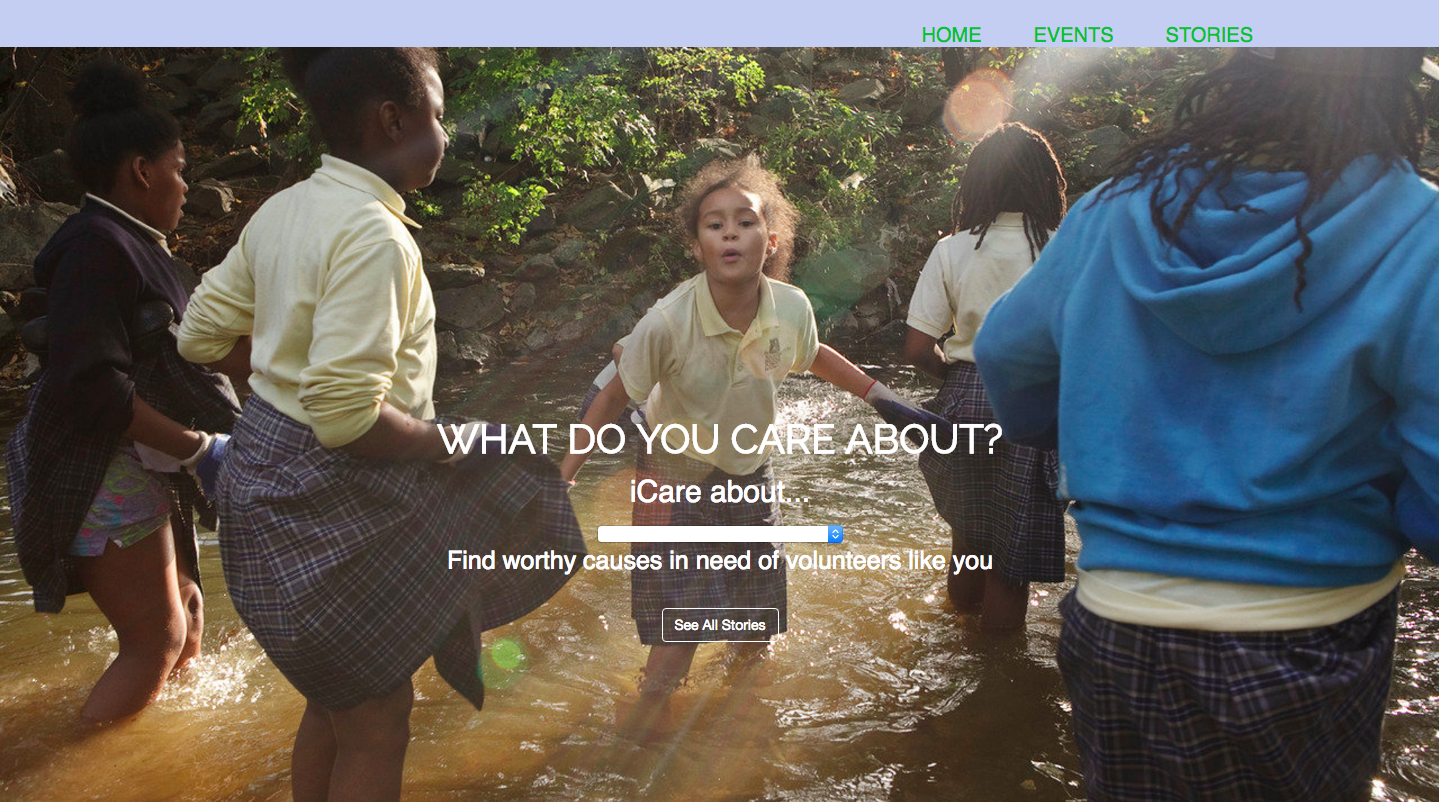 HOME EVENTS STORIES
WHAT DO YOU CARE ABOUT?
iCare about...
Find worthy causes in need of volunteers like you
See All Stories